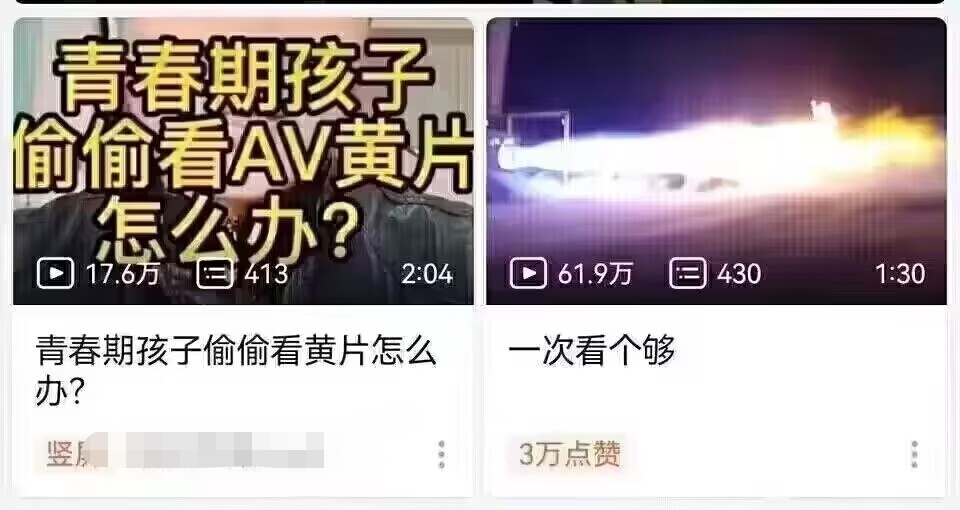 青春期孩子
偷偷看AV黄片
怎么办?
17.6万 413 2:04
青春期孩子偷偷看黄片怎么
办?
竖
61.9万 430 1:30
一次看个够
3万点赞